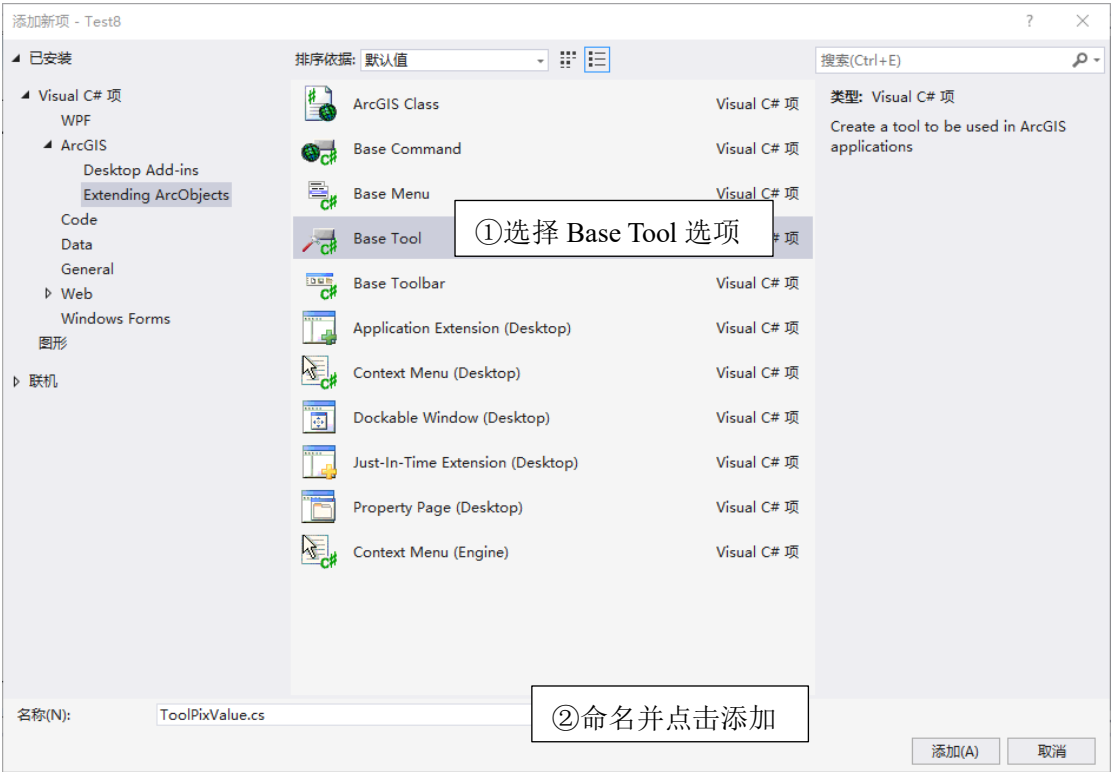 添加新项 - Test8
?
已安装
排序依据: 默认值
搜索(Ctrl+E)
Visual C# 项
WPF
ArcGIS
Desktop Add-ins
Extending ArcObjects
Code
Data
General
Web
Windows Forms
图形
联机
ArcGIS Class Visual C# 项
Base Command Visual C# 项
Base Menu Visual C# 项
Base Tool # 项
①选择 Base Tool 选项
Base Toolbar Visual C# 项
Application Extension (Desktop) Visual C# 项
Context Menu (Desktop) Visual C# 项
Dockable Window (Desktop) Visual C# 项
Just-In-Time Extension (Desktop) Visual C# 项
Property Page (Desktop) Visual C# 项
Context Menu (Engine) Visual C# 项
类型: Visual C# 项
Create a tool to be used in ArcGIS
applications
名称(N): ToolPixValue.cs
②命名并点击添加
添加(A) 取消